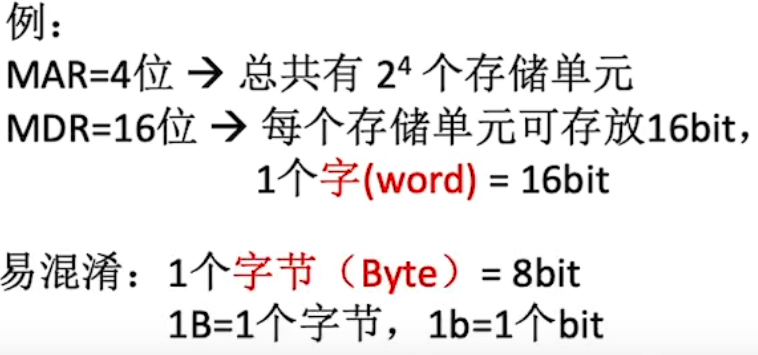 例：
MAR=4位 → 总共有 2⁴ 个存储单元
MDR=16位 → 每个存储单元可存放16bit，
1个字(word) = 16bit
易混淆：1个字节（Byte）= 8bit
1B=1个字节，1b=1个bit